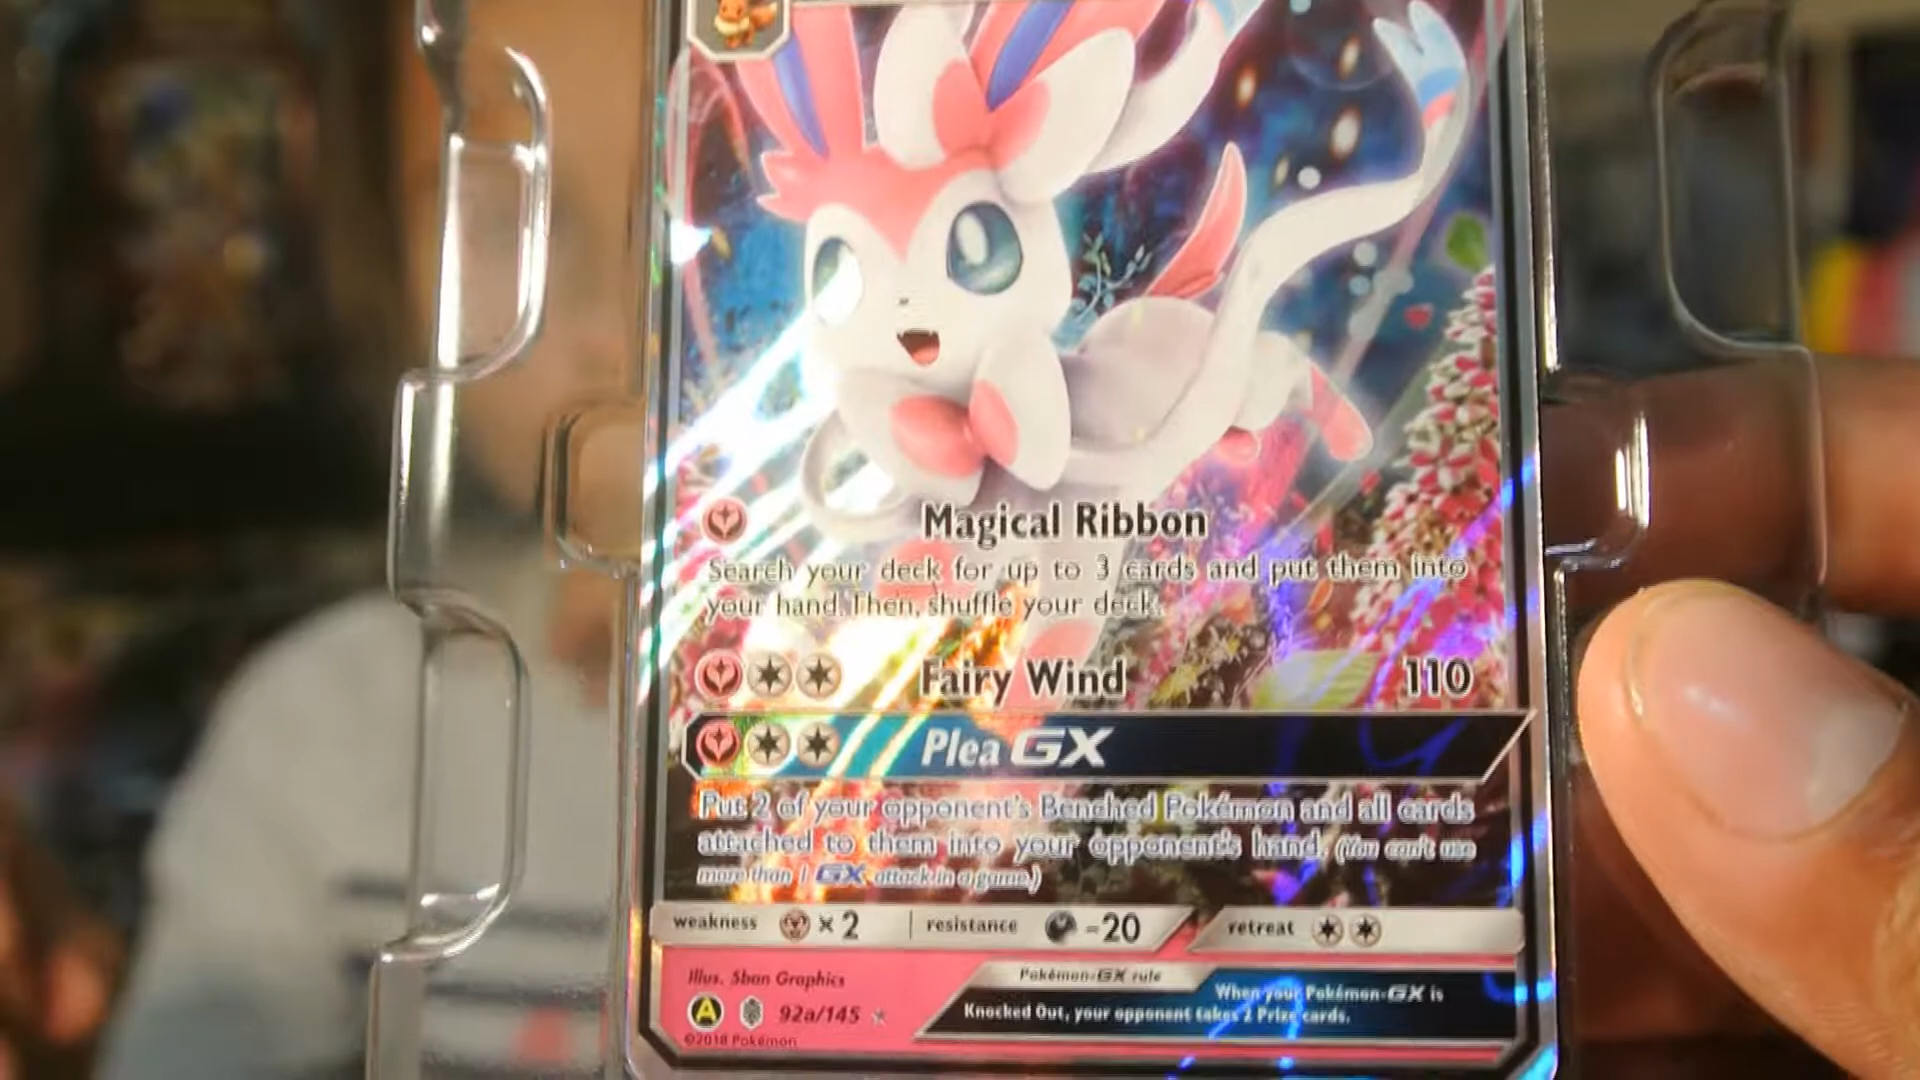 Magical Ribbon
Search your deck for up to 3 cards and put them into
your hand. Then, shuffle your deck.
Fairy Wind 110
Plea GX
Put 2 of your opponent's Benched Pokémon and all cards
attached to them into your opponent's hand. (You can't use
more than 1 GX attack in a game.)
weakness × 2 resistance -20 retreat
Illus. 5ban Graphics
Pokémon-GX rule
When your Pokémon-GX is
Knocked Out, your opponent takes 2 Prize cards.
A 92a/145
©2018 Pokémon